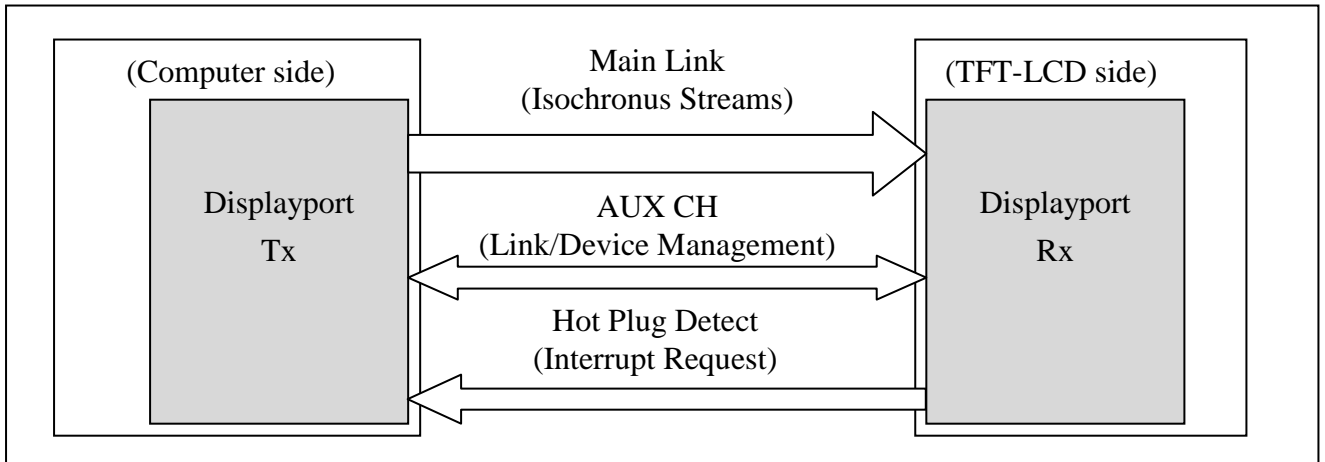 (Computer side)
Displayport
Tx
Main Link
(Isochronus Streams)
AUX CH
(Link/Device Management)
Hot Plug Detect
(Interrupt Request)
(TFT-LCD side)
Displayport
Rx